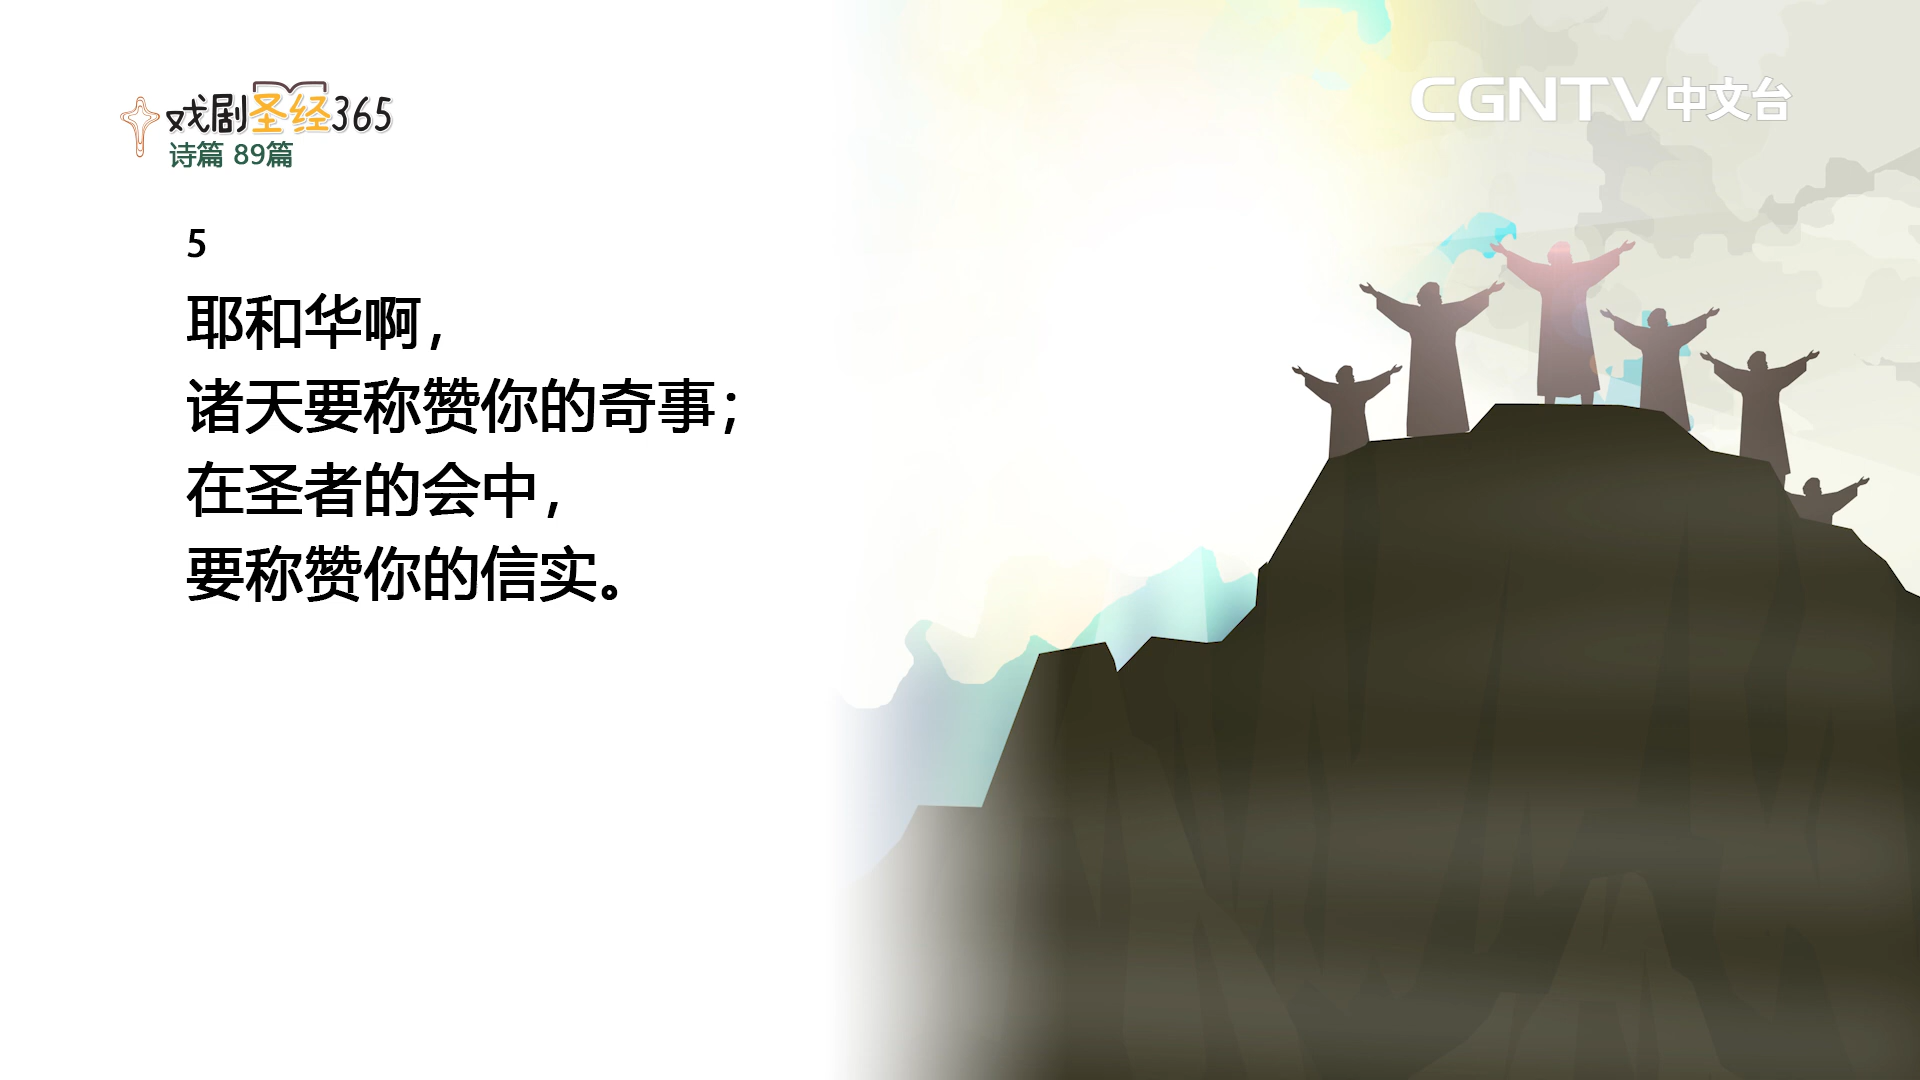 戏剧圣经365
CGNTV中文台
诗篇 89篇
5
耶和华啊，
诸天要称赞你的奇事；
在圣者的会中，
要称赞你的信实。